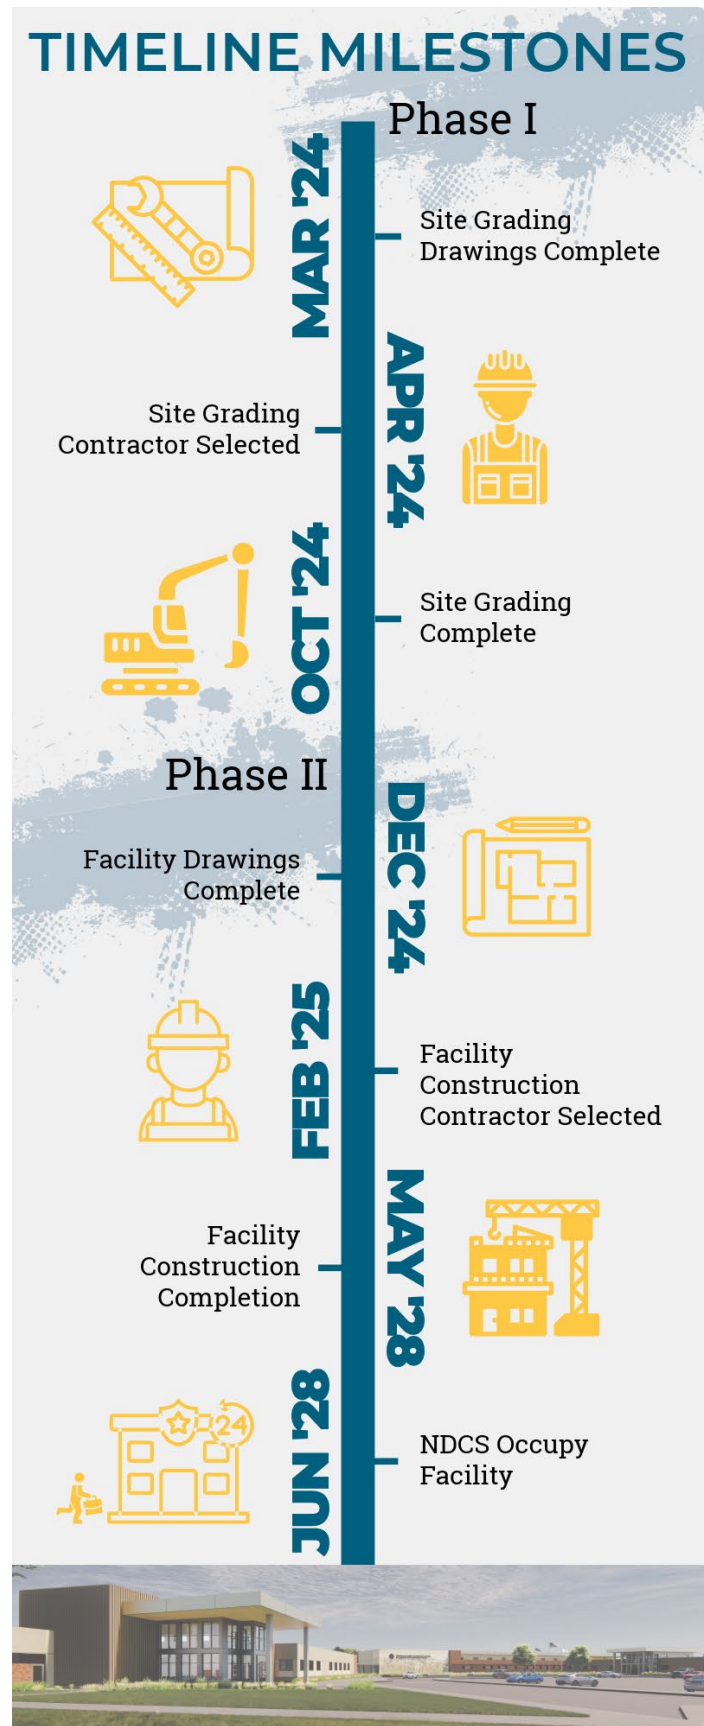 TIMELINE MILESTONES
Phase I
MAR '24
Site Grading
Drawings Complete
APR '24
Site Grading
Contractor Selected
OCT '24
Site Grading
Complete
Phase II
DEC '24
Facility Drawings
Complete
FEB '25
Facility
Construction
Contractor Selected
MAY '28
Facility
Construction
Completion
JUN '28
24
NDCS Occupy
Facility